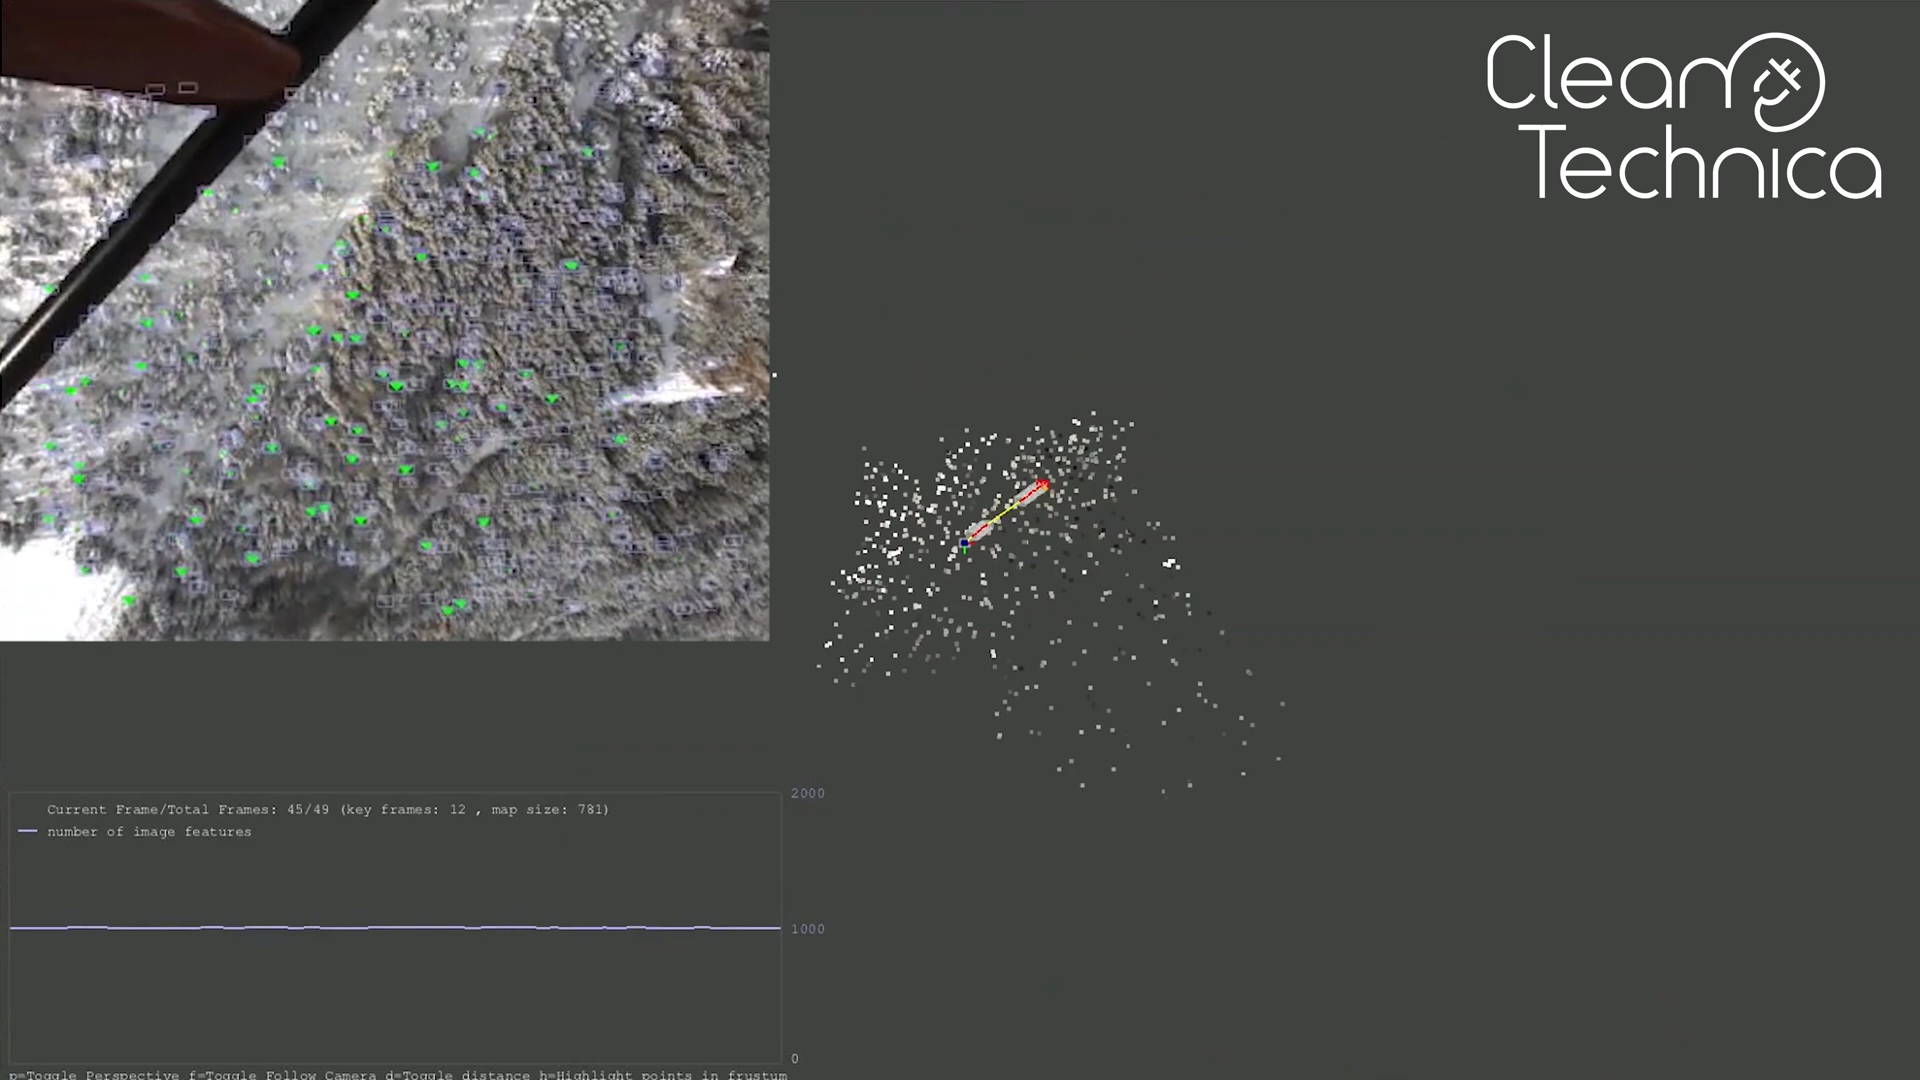 Clean
Technica
Current Frame/Total Frames: 45/49 (key frames: 12 , map size: 781)
number of image features
2000
1000
0
p=Toggle Perspective f=Toggle Follow Camera d=Toggle distance h=Highlight points in frustum